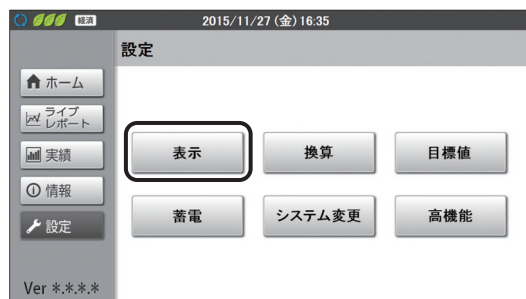 経済 2015/11/27(金)16:35
設定
ホーム
ライブ
レポート
実績
情報
設定
表示 換算 目標値
蓄電 システム変更 高機能
Ver *.*.*.*